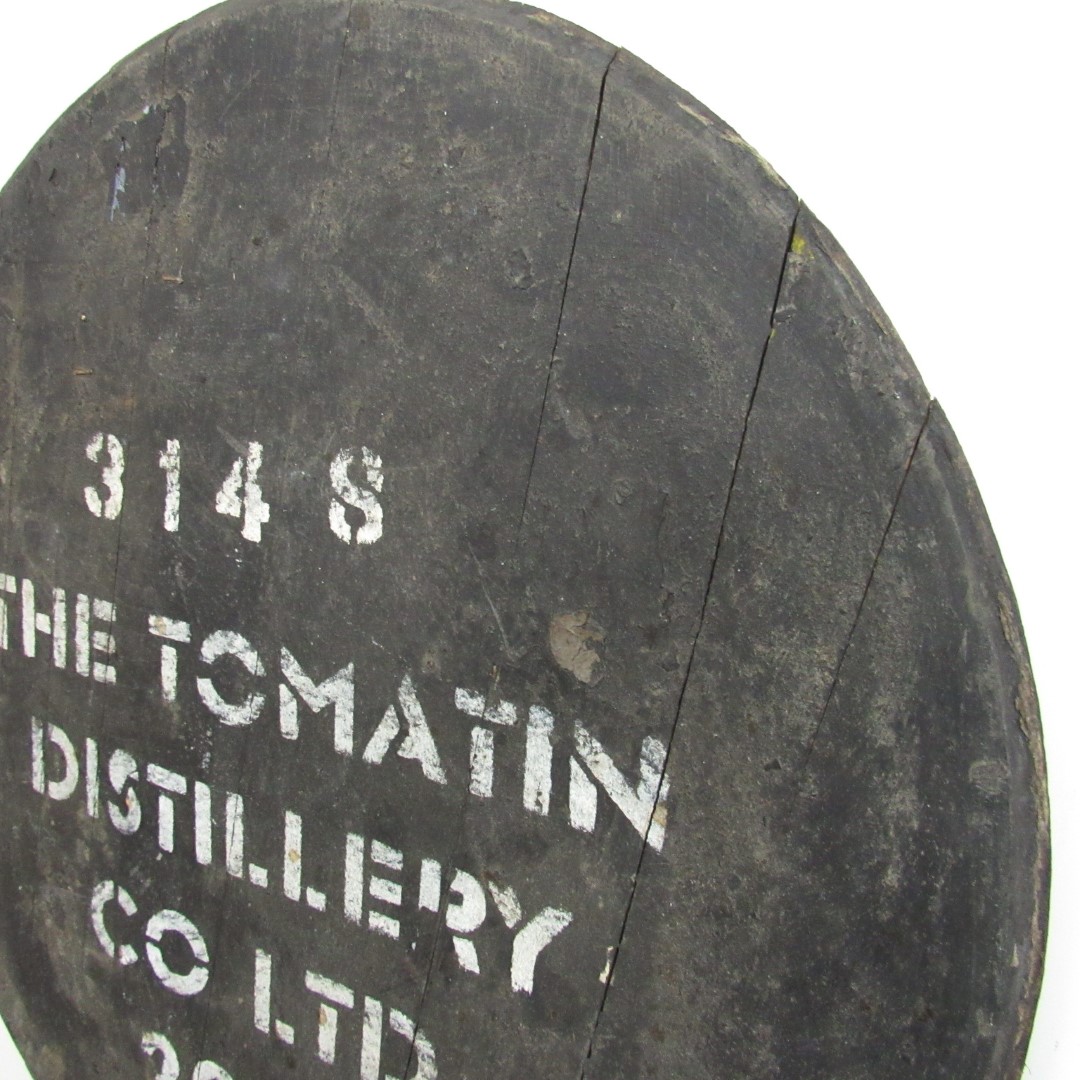 314 S
THE TOMATIN
DISTILLERY
CO LTD